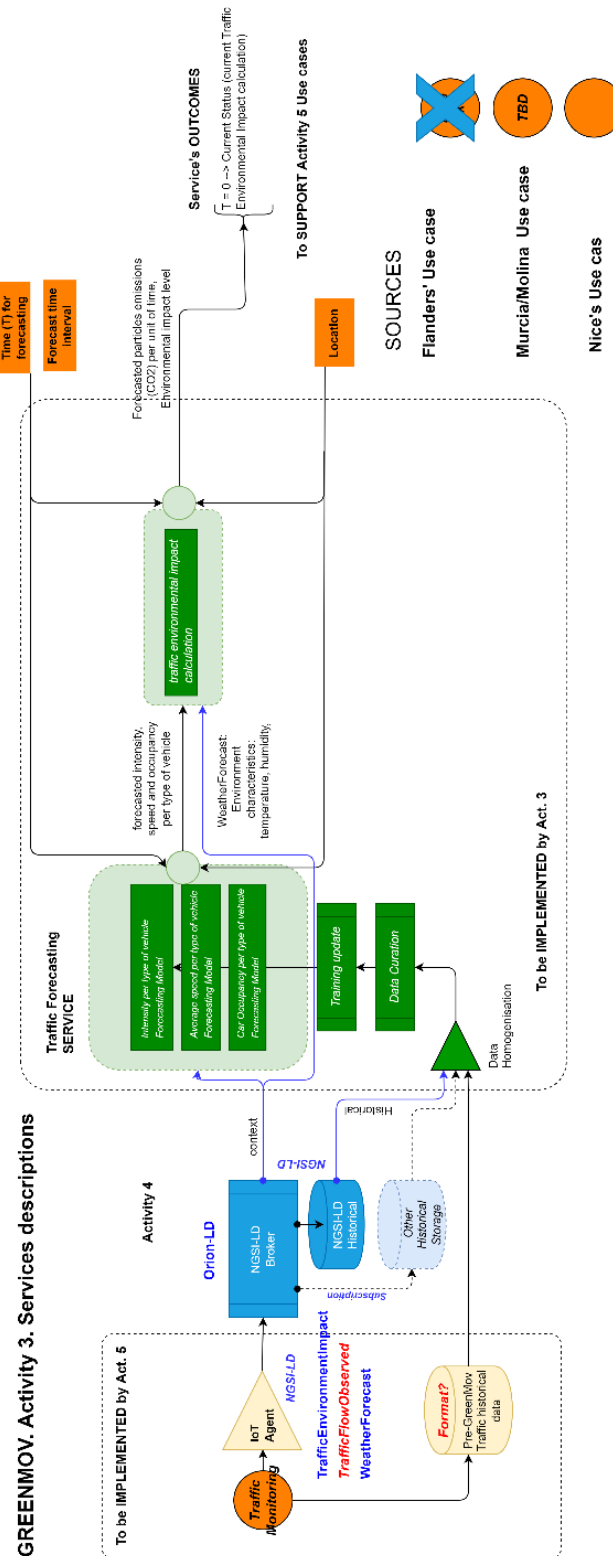 GREENMOV. Activity 3. Services descriptions
To be IMPLEMENTED by Act. 5
Traffic
Monitoring
IoT
Agent
NGSI-LD
TrafficEnvironmentImpact
TrafficFlowObserved
WeatherForecast
Format?
Pre-GreenMov
Traffic historical
data
Activity 4
Orion-LD
NGSI-LD
Broker
context
NGSI-LD
NGSI-LD
Historical
Subscription
Other
Historical
Storage
Historical
Data
Homogenisation
Traffic Forecasting
SERVICE
Intensity per type of vehicle
Forecasting Model
Average speed per type of vehicle
Forecasting Model
Car Occupancy per type of vehicle
Forecasting Model
Training update
Data Curation
To be IMPLEMENTED by Act. 3
forecasted intensity,
speed and occupancy
per type of vehicle
WeatherForecast:
Environment
characteristics:
temperature, humidity,
traffic environmental impact
calculation
Time (T) for
forecasting
Forecast time
interval
Forecasted particles emissions
(CO2) per unit of time,
Environmental impact level
Location
Service's OUTCOMES
T = 0 --> Current Status (current Traffic
Environmental Impact calculation)
To SUPPORT Activity 5 Use cases
SOURCES
Flanders' Use case
Murcia/Molina Use case
TBD
Nice's Use cas